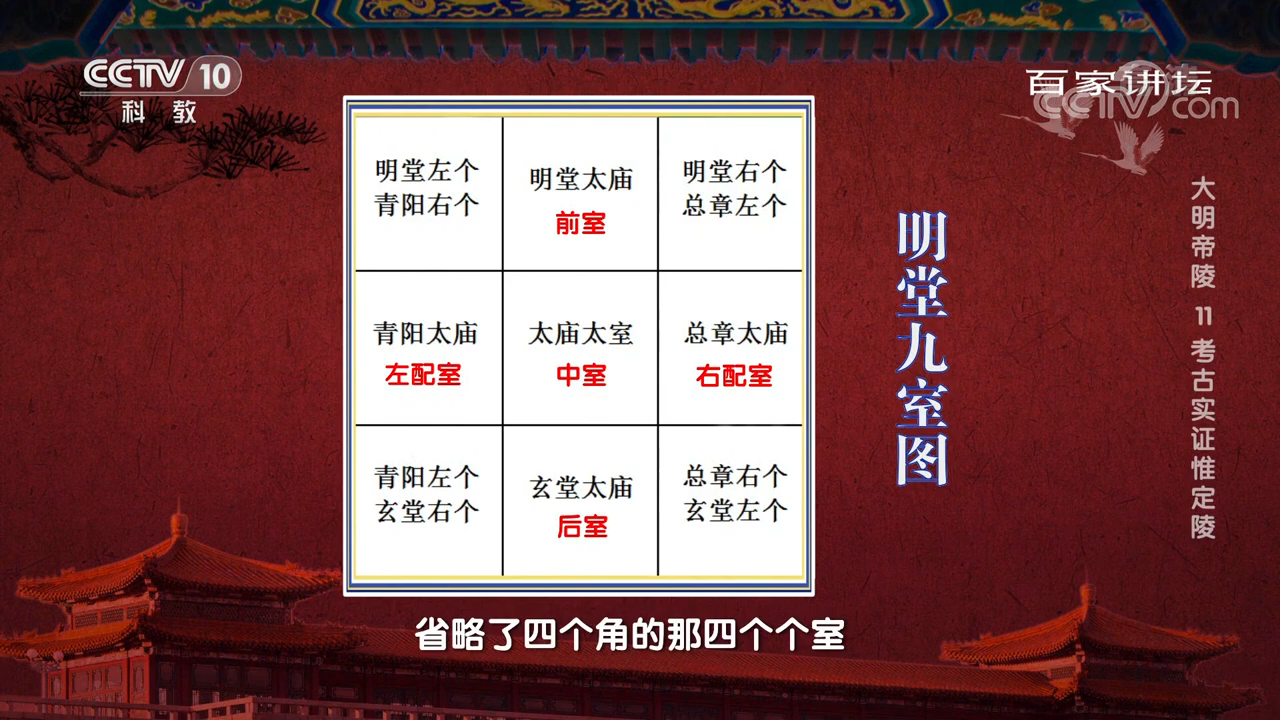 CCTV 10
科教
百家讲坛
CCTV.com
大明帝陵 11 考古实证惟定陵
明堂九室图
明堂左个
青阳右个
明堂太庙
前室
明堂右个
总章左个
青阳太庙
左配室
太庙太室
中室
总章太庙
右配室
青阳左个
玄堂右个
玄堂太庙
后室
总章右个
玄堂左个
省略了四个角的那四个个室